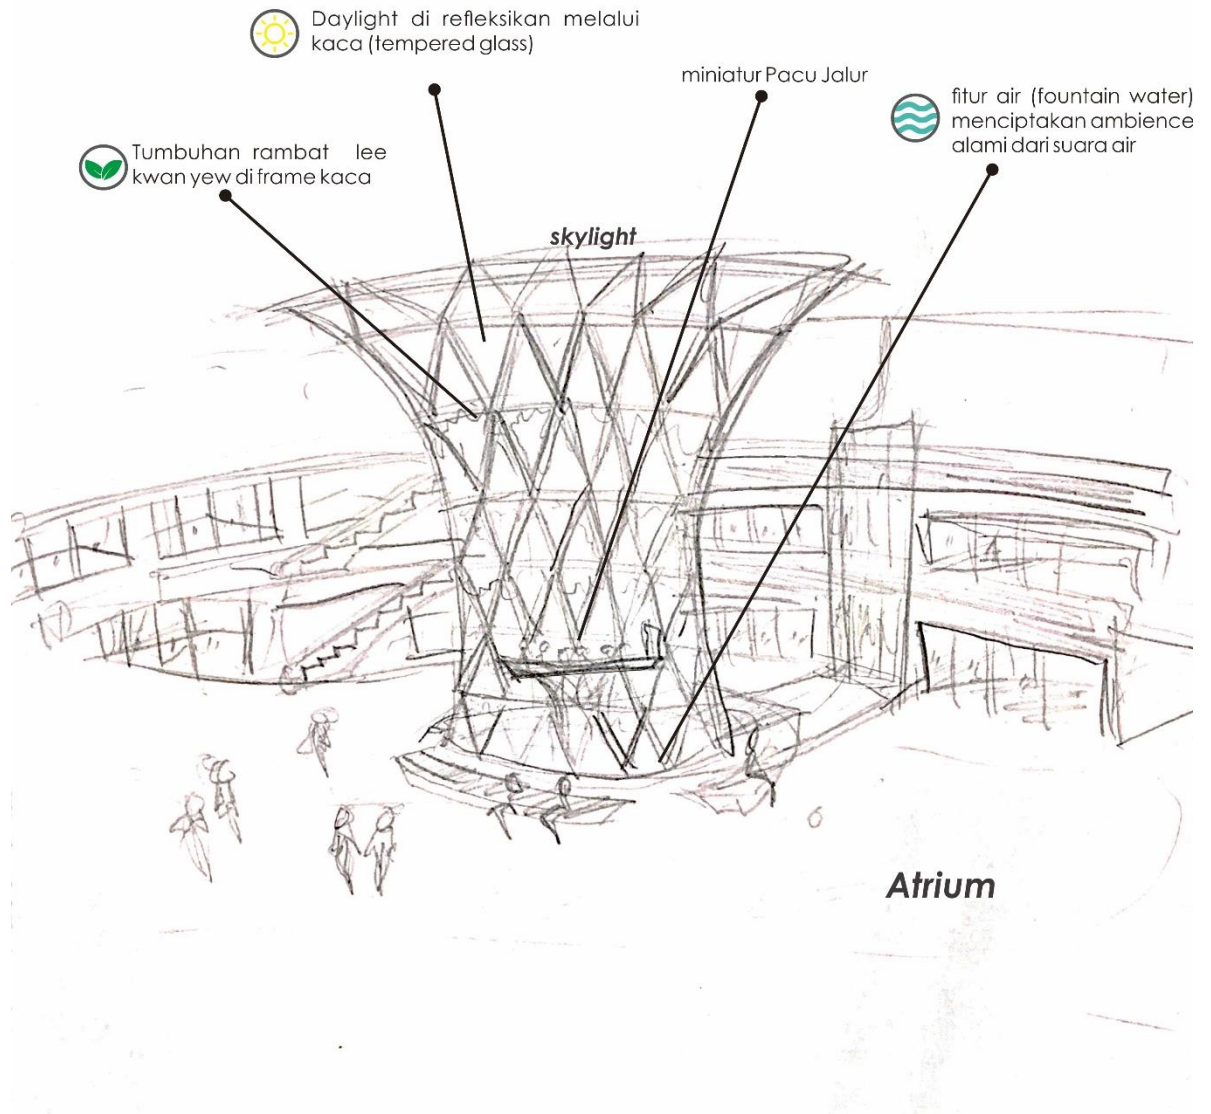 Daylight di refleksikan melalui
kaca (tempered glass)
miniatur Pacu Jalur
fitur air (fountain water)
menciptakan ambience
alami dari suara air
Tumbuhan rambat lee
kwan yew di frame kaca
skylight
Atrium